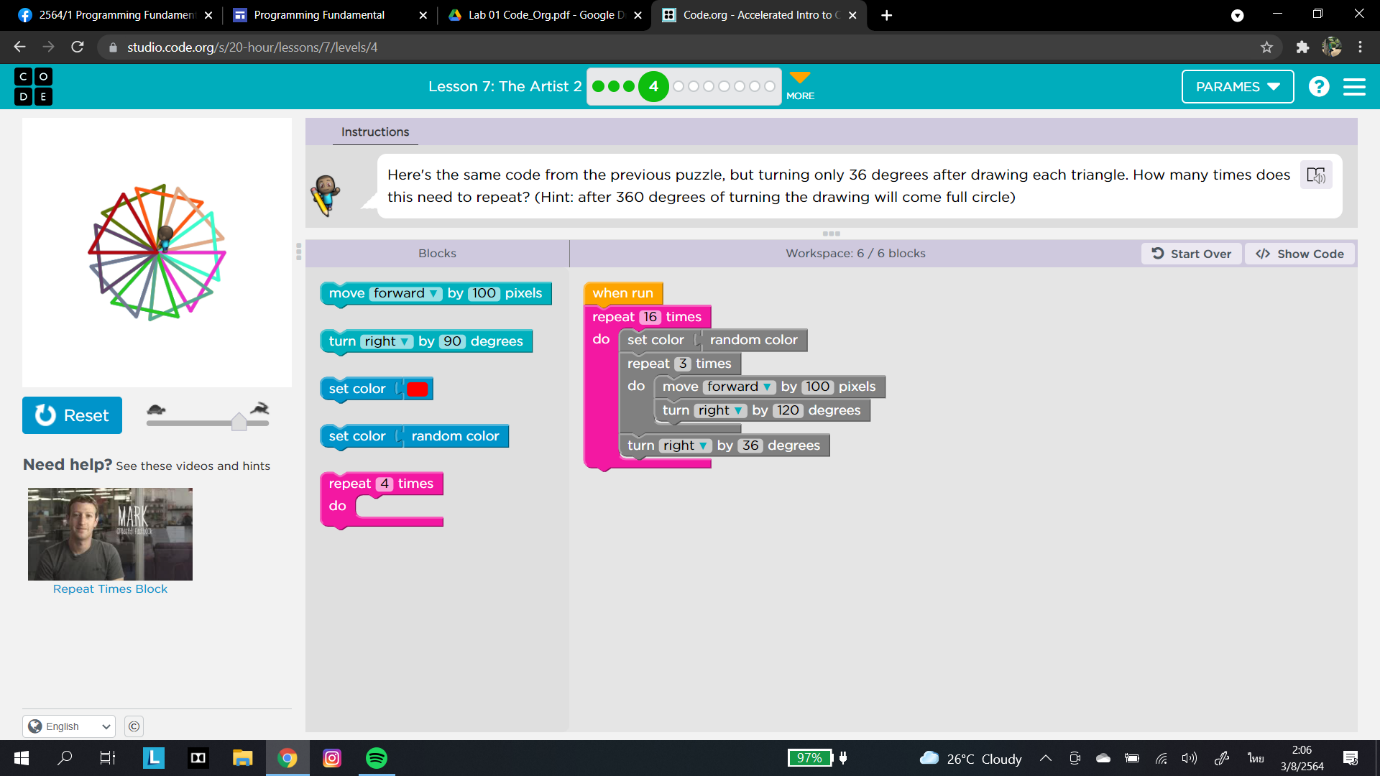 2564/1 Programming Fundamen
Programming Fundamental
Lab 01 Code_Org.pdf - Google D
Code.org - Accelerated Intro to C
studio.code.org/s/20-hour/lessons/7/levels/4
C O
D E
Lesson 7: The Artist 2
4
MORE
PARAMES
?
Instructions
Here's the same code from the previous puzzle, but turning only 36 degrees after drawing each triangle. How many times does
this need to repeat? (Hint: after 360 degrees of turning the drawing will come full circle)
Blocks
Workspace: 6 / 6 blocks
Start Over
</> Show Code
move forward by 100 pixels
turn right by 90 degrees
set color
set color random color
repeat 4 times
do
when run
repeat 16 times
do set color random color
repeat 3 times
do move forward by 100 pixels
turn right by 120 degrees
turn right by 36 degrees
Reset
Need help? See these videos and hints
MARK
Repeat Times Block
English
©
L
97%
26°C Cloudy
ไทย
2:06
3/8/2564